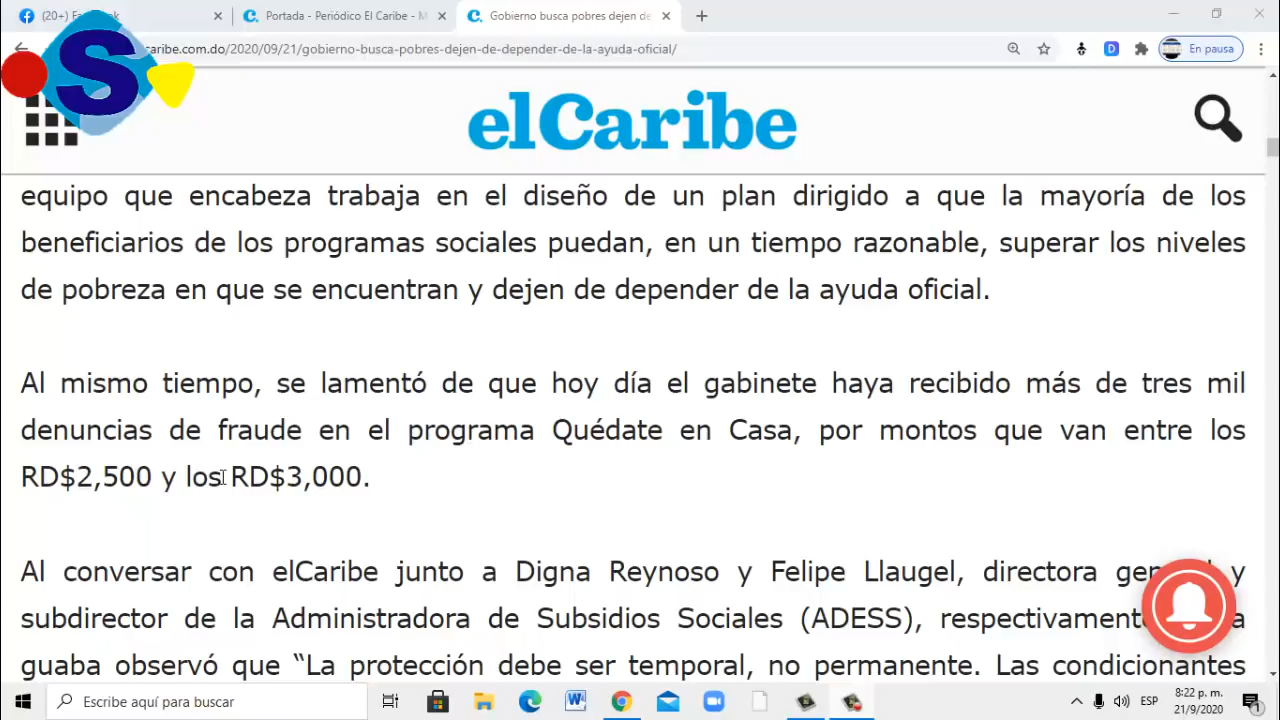 (20+) Fa
Portada - Periódico El Caribe - M
Gobierno busca pobres dejen de
caribe.com.do/2020/09/21/gobierno-busca-pobres-dejen-de-depender-de-la-ayuda-oficial/
D
En pausa
S
elCaribe
equipo que encabeza trabaja en el diseño de un plan dirigido a que la mayoría de los
beneficiarios de los programas sociales puedan, en un tiempo razonable, superar los niveles
de pobreza en que se encuentran y dejen de depender de la ayuda oficial.
Al mismo tiempo, se lamentó de que hoy día el gabinete haya recibido más de tres mil
denuncias de fraude en el programa Quédate en Casa, por montos que van entre los
RD$2,500 y los RD$3,000.
Al conversar con elCaribe junto a Digna Reynoso y Felipe Llaugel, directora gen y
subdirector de la Administradora de Subsidios Sociales (ADESS), respectivament a
guaba observó que “La protección debe ser temporal, no permanente. Las condicionantes
Escribe aquí para buscar
ESP
8:22 p. m.
21/9/2020